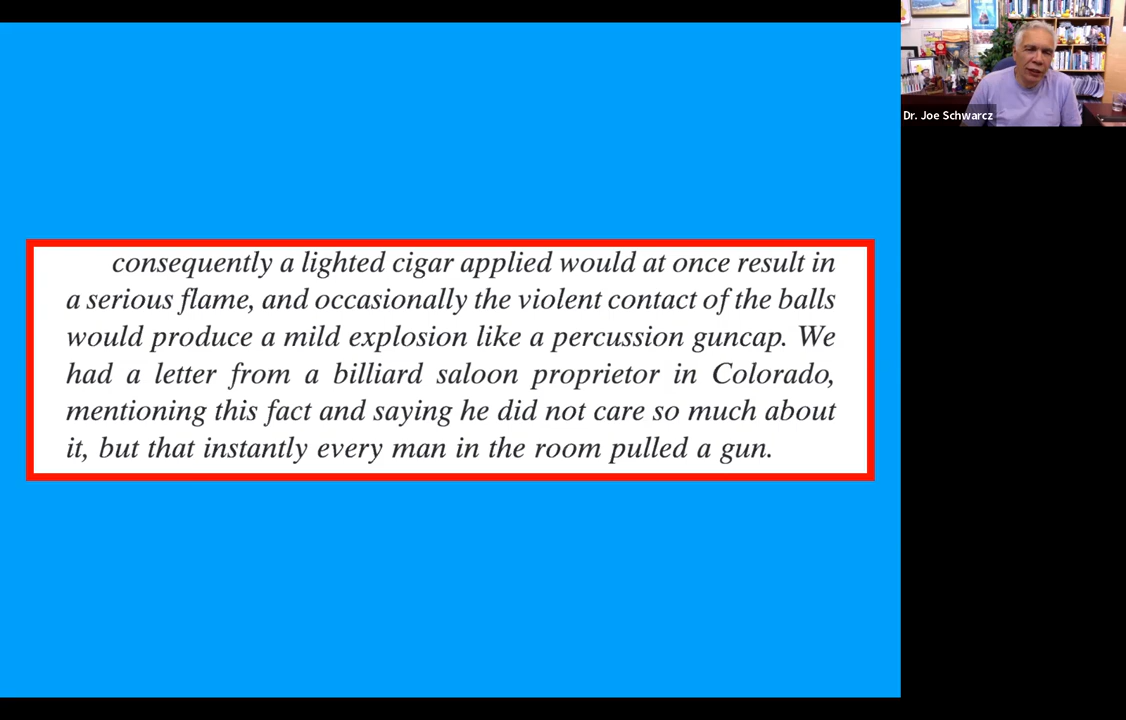 consequently a lighted cigar applied would at once result in
a serious flame, and occasionally the violent contact of the balls
would produce a mild explosion like a percussion guncap. We
had a letter from a billiard saloon proprietor in Colorado,
mentioning this fact and saying he did not care so much about
it, but that instantly every man in the room pulled a gun.
Dr. Joe Schwarcz